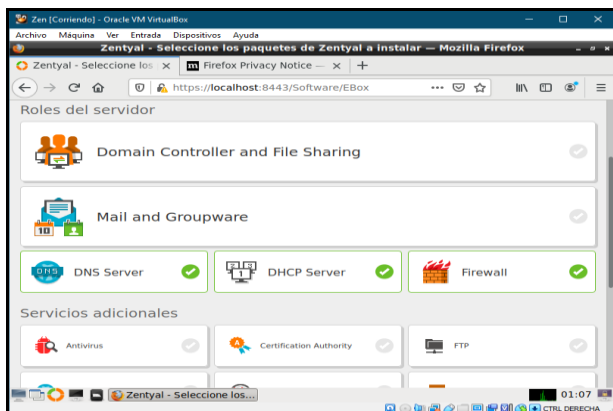 Zen [Corriendo] - Oracle VM VirtualBox
Archivo Máquina Ver Entrada Dispositivos Ayuda
Zentyal - Seleccione los paquetes de Zentyal a instalar — Mozilla Firefox
Zentyal - Seleccione los
Firefox Privacy Notice —
https://localhost:8443/Software/EBox
Roles del servidor
Domain Controller and File Sharing
10
Mail and Groupware
DNS
DNS Server
DHCP Server
Firewall
Servicios adicionales
Antivirus
Certification Authority
FTP
Zentyal - Seleccione los...
01:07
CTRL DERECHA